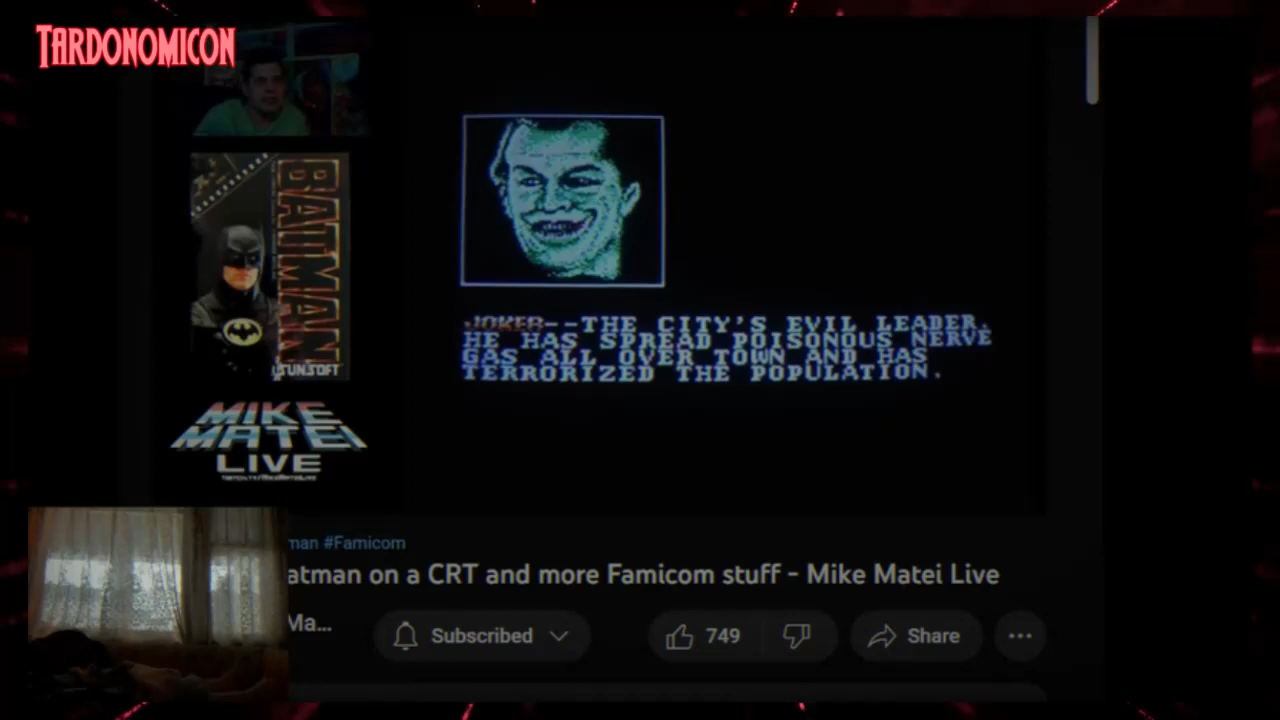 TARDONOMICON
BATMAN
SUNSOFT
MIKE
MATEI
LIVE
JOKER--THE CITY'S EVIL LEADER.
HE HAS SPREAD POISONOUS NERVE
GAS ALL OVER TOWN AND HAS
TERRORIZED THE POPULATION.
man #Famicom
atman on a CRT and more Famicom stuff - Mike Matei Live
Ma...
Subscribed
749
Share